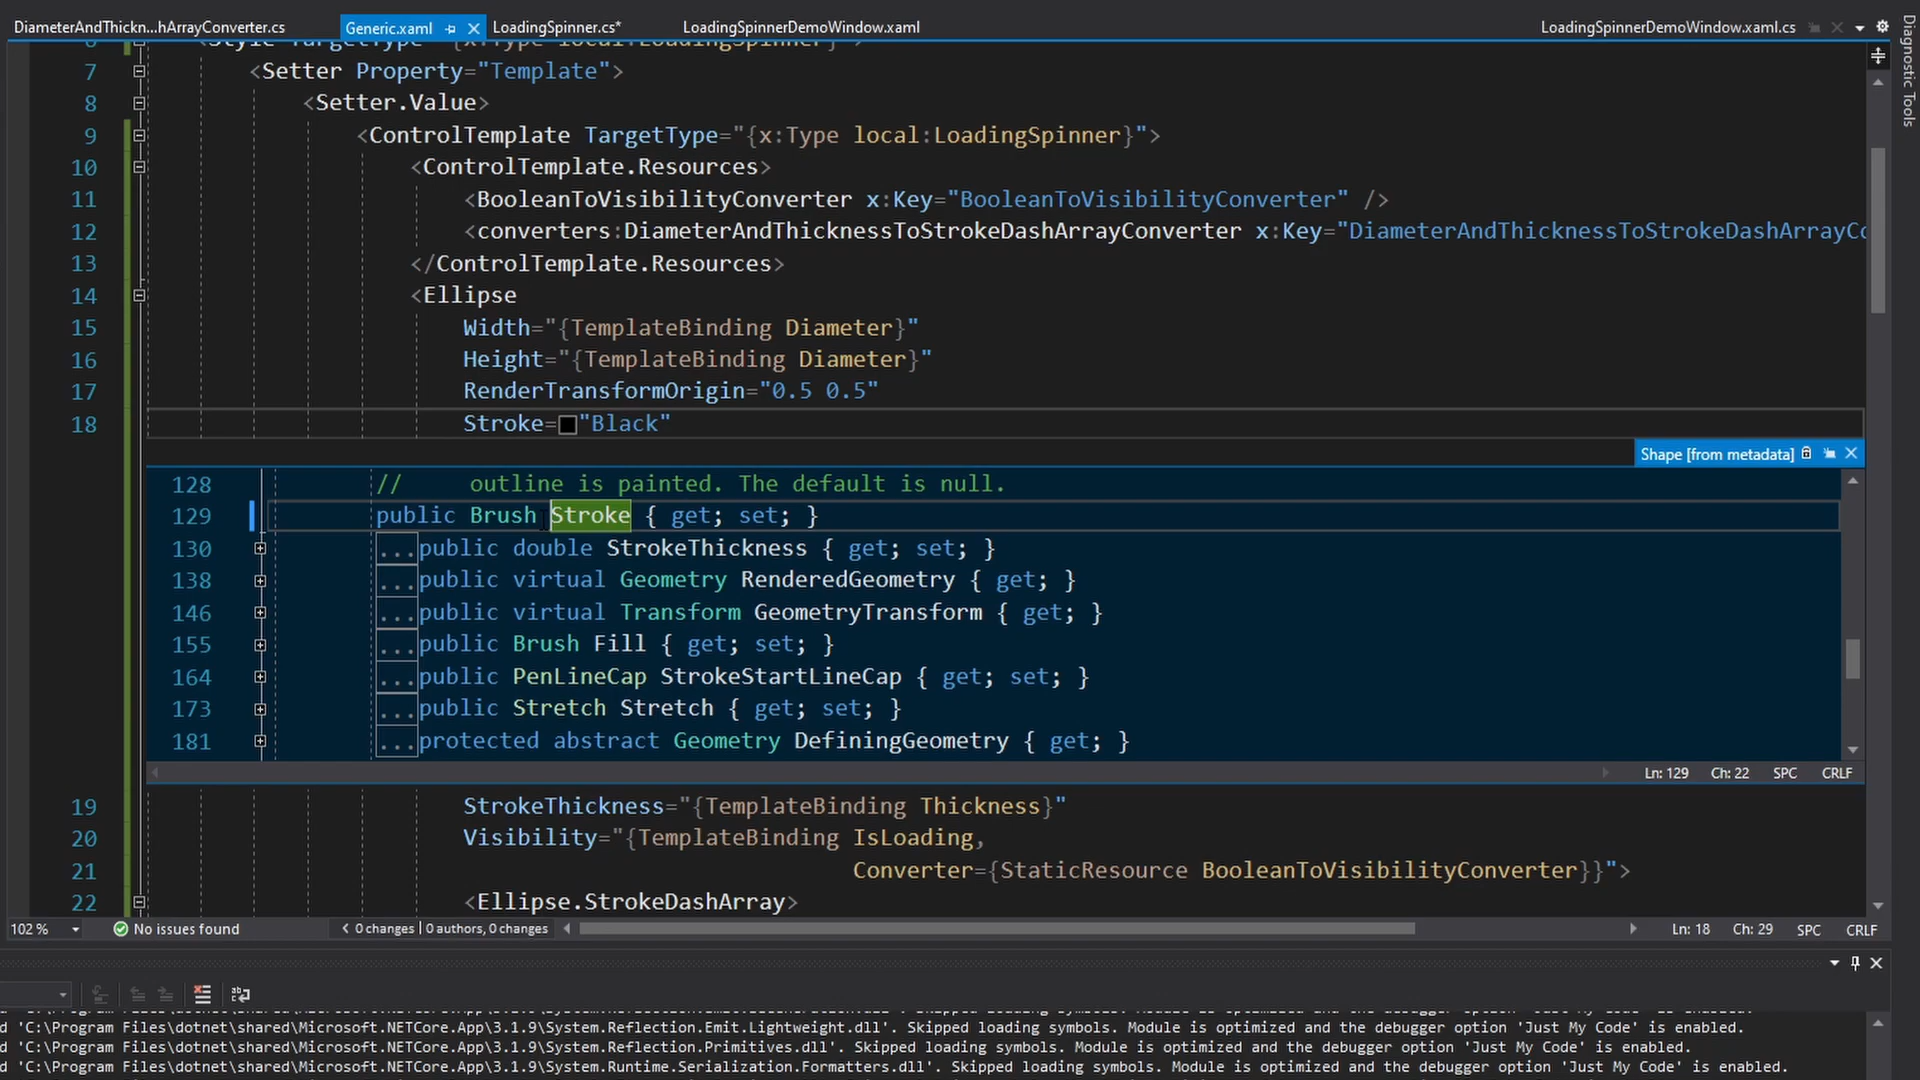 DiameterAndThickn...hArrayConverter.cs
Generic.xaml
LoadingSpinner.cs*
LoadingSpinnerDemoWindow.xaml
LoadingSpinnerDemoWindow.xaml.cs
Diagnostic Tools
<Style TargetType="{x:Type local:LoadingSpinner}">
7 <Setter Property="Template">
8 <Setter.Value>
9 <ControlTemplate TargetType="{x:Type local:LoadingSpinner}">
10 <ControlTemplate.Resources>
11 <BooleanToVisibilityConverter x:Key="BooleanToVisibilityConverter" />
12 <converters:DiameterAndThicknessToStrokeDashArrayConverter x:Key="DiameterAndThicknessToStrokeDashArrayCo
13 </ControlTemplate.Resources>
14 <Ellipse
15 Width="{TemplateBinding Diameter}"
16 Height="{TemplateBinding Diameter}"
17 RenderTransformOrigin="0.5 0.5"
18 Stroke="Black"
Shape [from metadata]
128 // outline is painted. The default is null.
129 public Brush Stroke { get; set; }
130 ...public double StrokeThickness { get; set; }
138 ...public virtual Geometry RenderedGeometry { get; }
146 ...public virtual Transform GeometryTransform { get; }
155 ...public Brush Fill { get; set; }
164 ...public PenLineCap StrokeStartLineCap { get; set; }
173 ...public Stretch Stretch { get; set; }
181 ...protected abstract Geometry DefiningGeometry { get; }
Ln: 129 Ch: 22 SPC CRLF
19 StrokeThickness="{TemplateBinding Thickness}"
20 Visibility="{TemplateBinding IsLoading,
21 Converter={StaticResource BooleanToVisibilityConverter}}">
22 <Ellipse.StrokeDashArray>
102 % No issues found 0 changes | 0 authors, 0 changes Ln: 18 Ch: 29 SPC CRLF
d 'C:\Program Files\dotnet\shared\Microsoft.NETCore.App\3.1.9\System.Reflection.Emit.Lightweight.dll'. Skipped loading symbols. Module is optimized and the debugger option 'Just My Code' is enabled.
d 'C:\Program Files\dotnet\shared\Microsoft.NETCore.App\3.1.9\System.Reflection.Primitives.dll'. Skipped loading symbols. Module is optimized and the debugger option 'Just My Code' is enabled.
d 'C:\Program Files\dotnet\shared\Microsoft.NETCore.App\3.1.9\System.Runtime.Serialization.Formatters.dll'. Skipped loading symbols. Module is optimized and the debugger option 'Just My Code' is enabled.